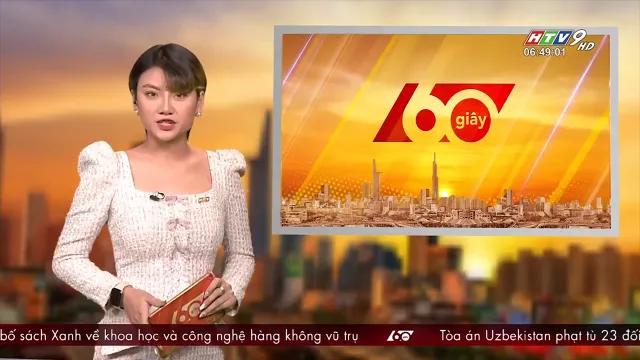 HTV9 HD
06:49:01
60 giây
bố sách Xanh về khoa học và công nghệ hàng không vũ trụ 60 Tòa án Uzbekistan phạt tù 23 đối